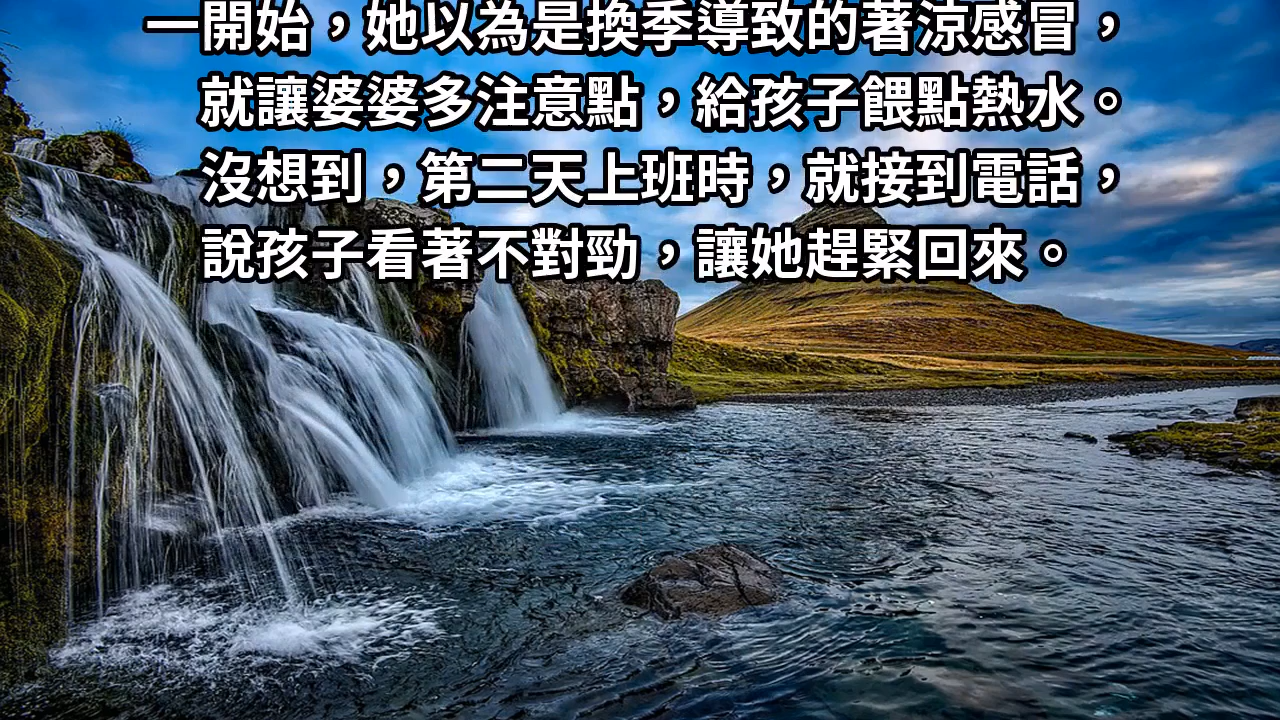 一開始，她以為是換季導致的著涼感冒，
就讓婆婆多注意點，給孩子餵點熱水。
沒想到，第二天上班時，就接到電話，
說孩子看著不對勁，讓她趕緊回來。